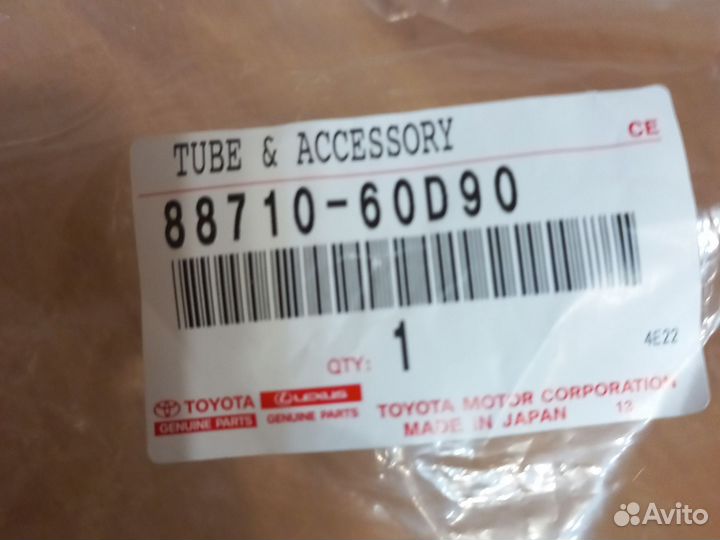 TUBE & ACCESSORY
CE
88710-60D90
QTY: 1
4E22
TOYOTA
GENUINE PARTS
LEXUS
GENUINE PARTS
TOYOTA MOTOR CORPORATION
MADE IN JAPAN 13
Avito